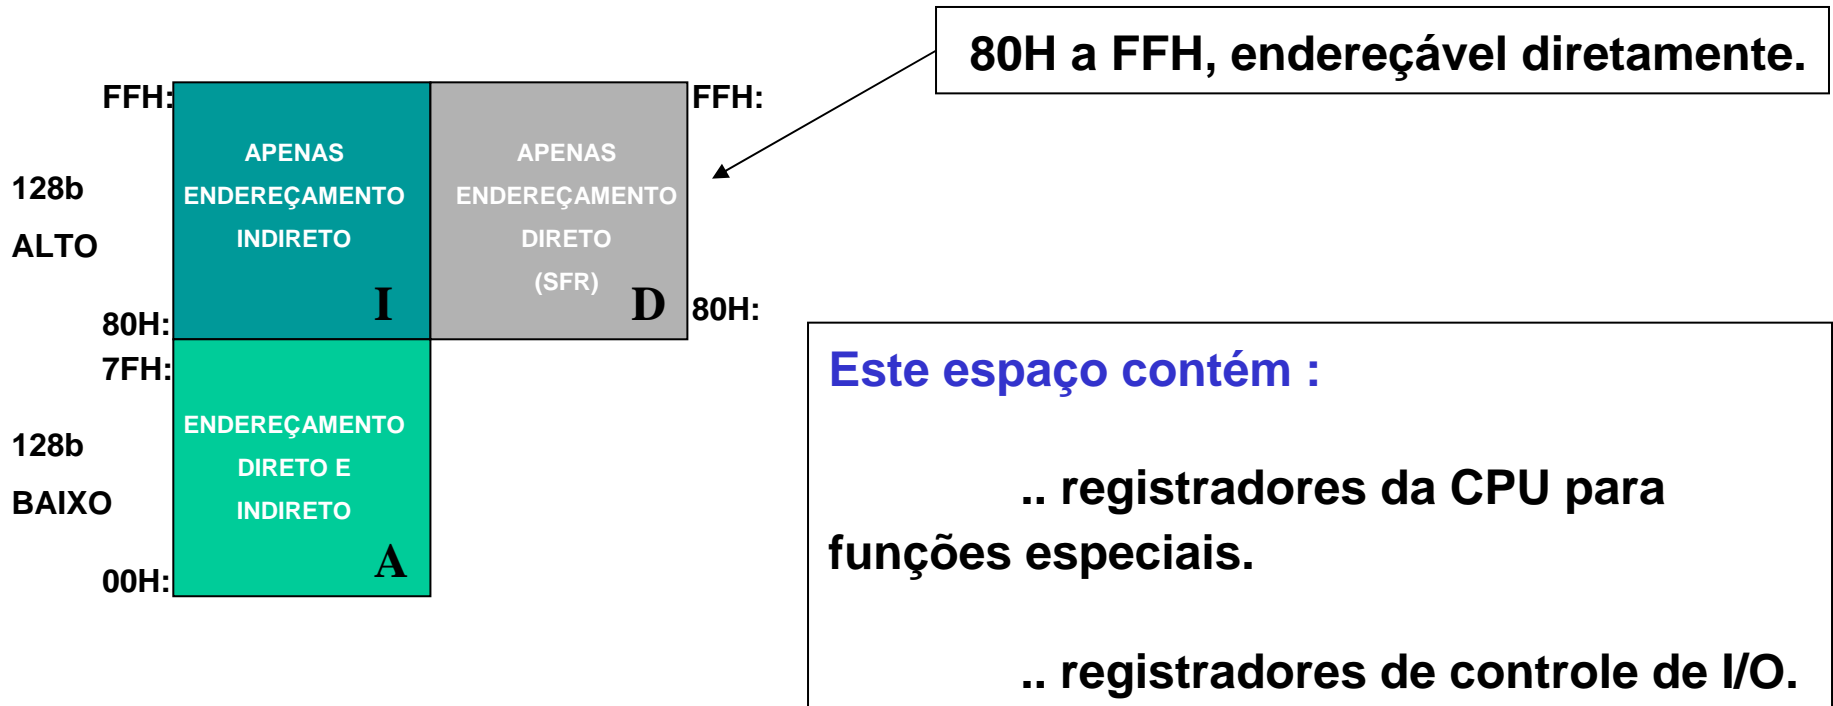 80H a FFH, endereçável diretamente.
FFH:
FFH:
APENAS
ENDEREÇAMENTO
INDIRETO
I
APENAS
ENDEREÇAMENTO
DIRETO
(SFR)
D
128b
ALTO
80H:
80H:
7FH:
ENDEREÇAMENTO
DIRETO E
INDIRETO
A
128b
BAIXO
00H:
Este espaço contém :
.. registradores da CPU para
funções especiais.
.. registradores de controle de I/O.